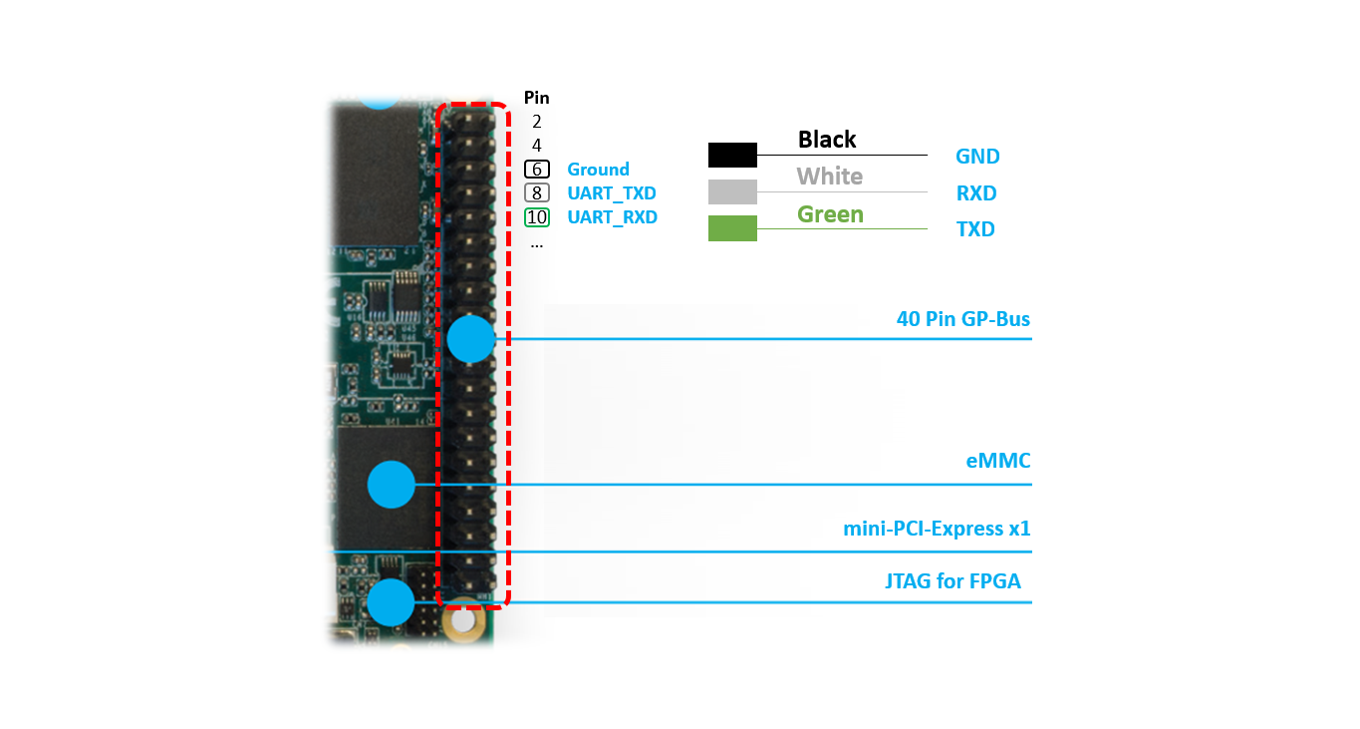 Pin
2
4
6 Ground
8 UART_TXD
10 UART_RXD
...
Black GND
White RXD
Green TXD
40 Pin GP-Bus
eMMC
mini-PCI-Express x1
JTAG for FPGA